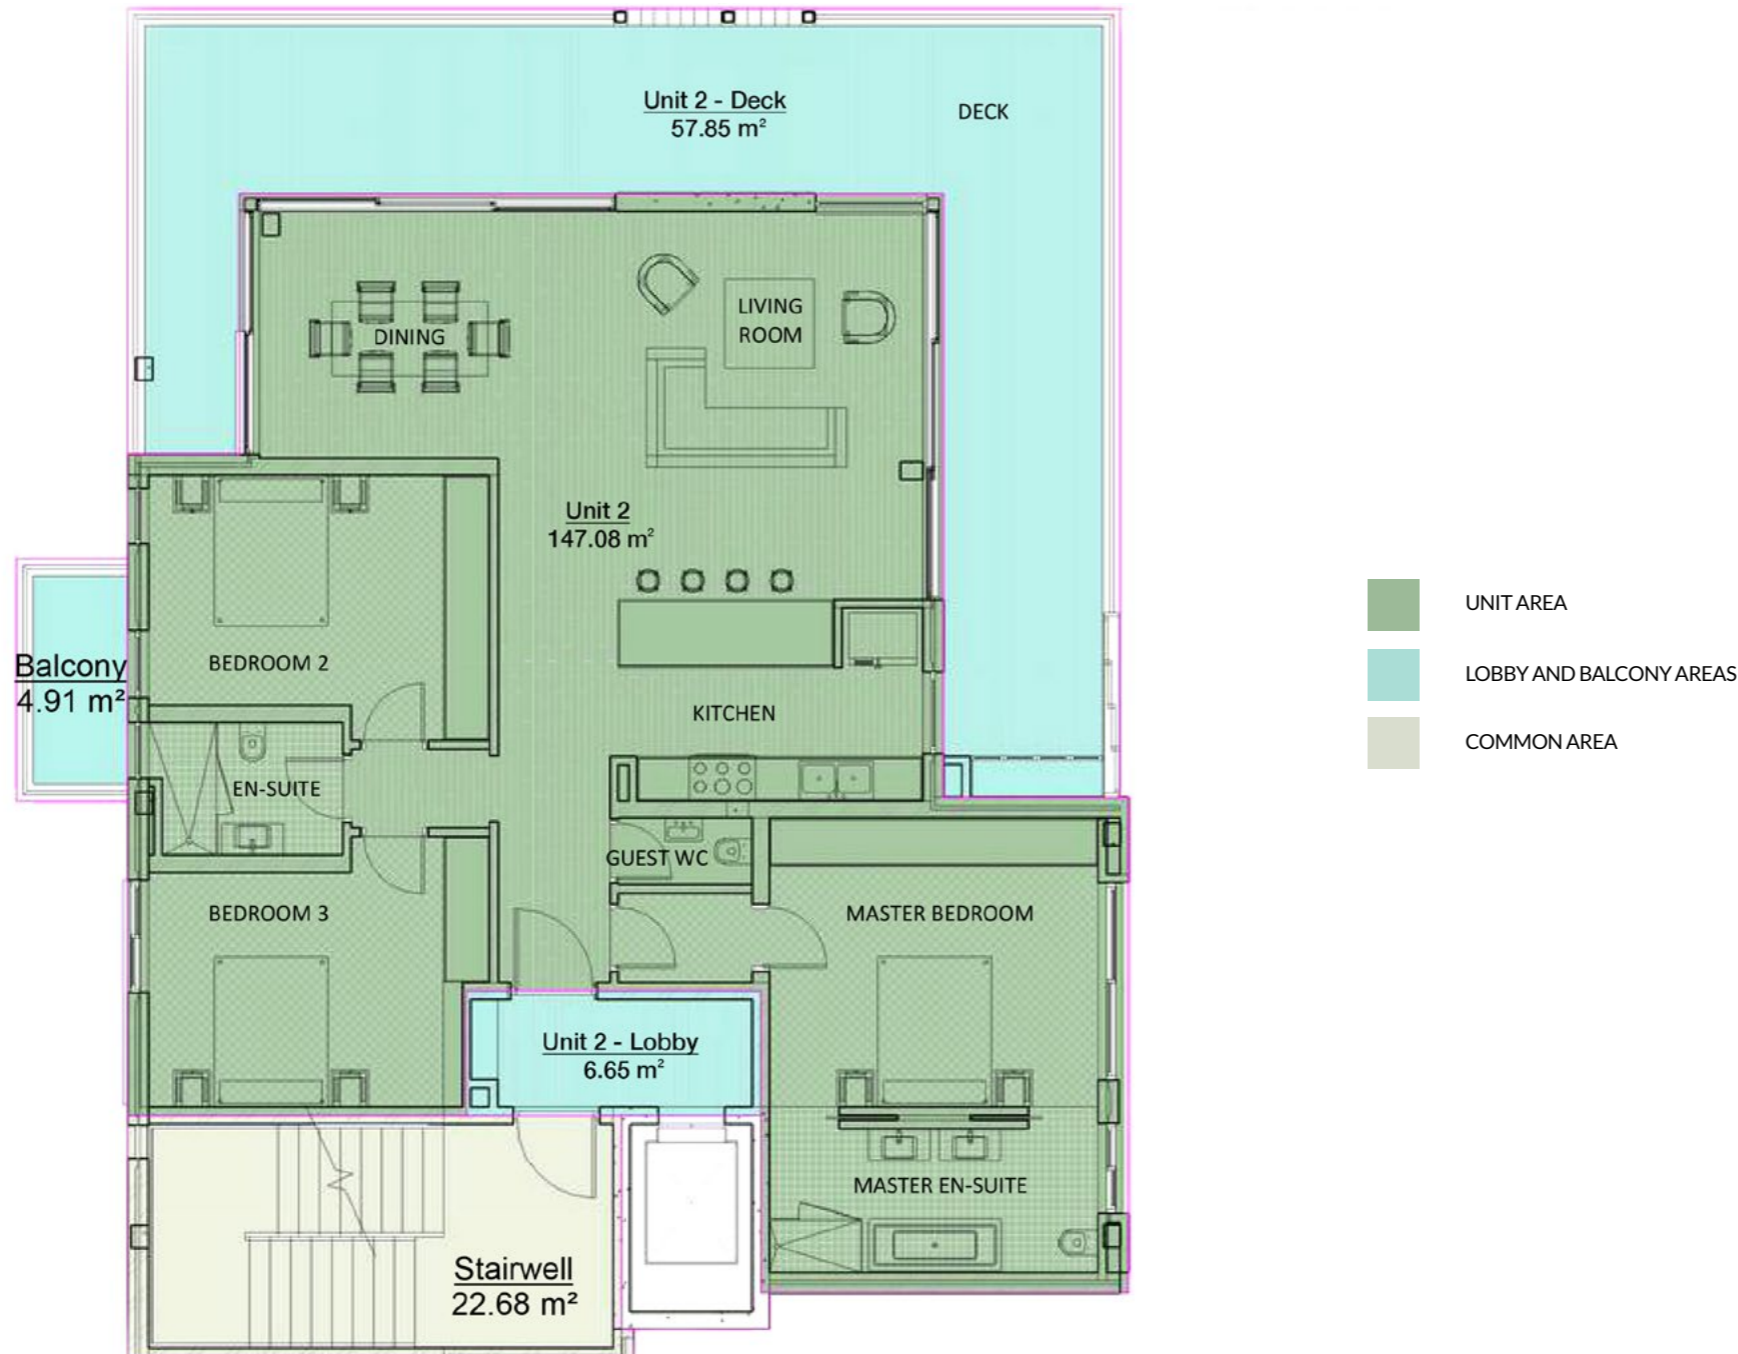 Unit 2 - Deck
57.85 m²
DECK
DINING
LIVING
ROOM
Unit 2
147.08 m²
BEDROOM 2
Balcony
4.91 m²
KITCHEN
EN-SUITE
GUEST WC
BEDROOM 3
MASTER BEDROOM
Unit 2 - Lobby
6.65 m²
MASTER EN-SUITE
Stairwell
22.68 m²
UNIT AREA
LOBBY AND BALCONY AREAS
COMMON AREA